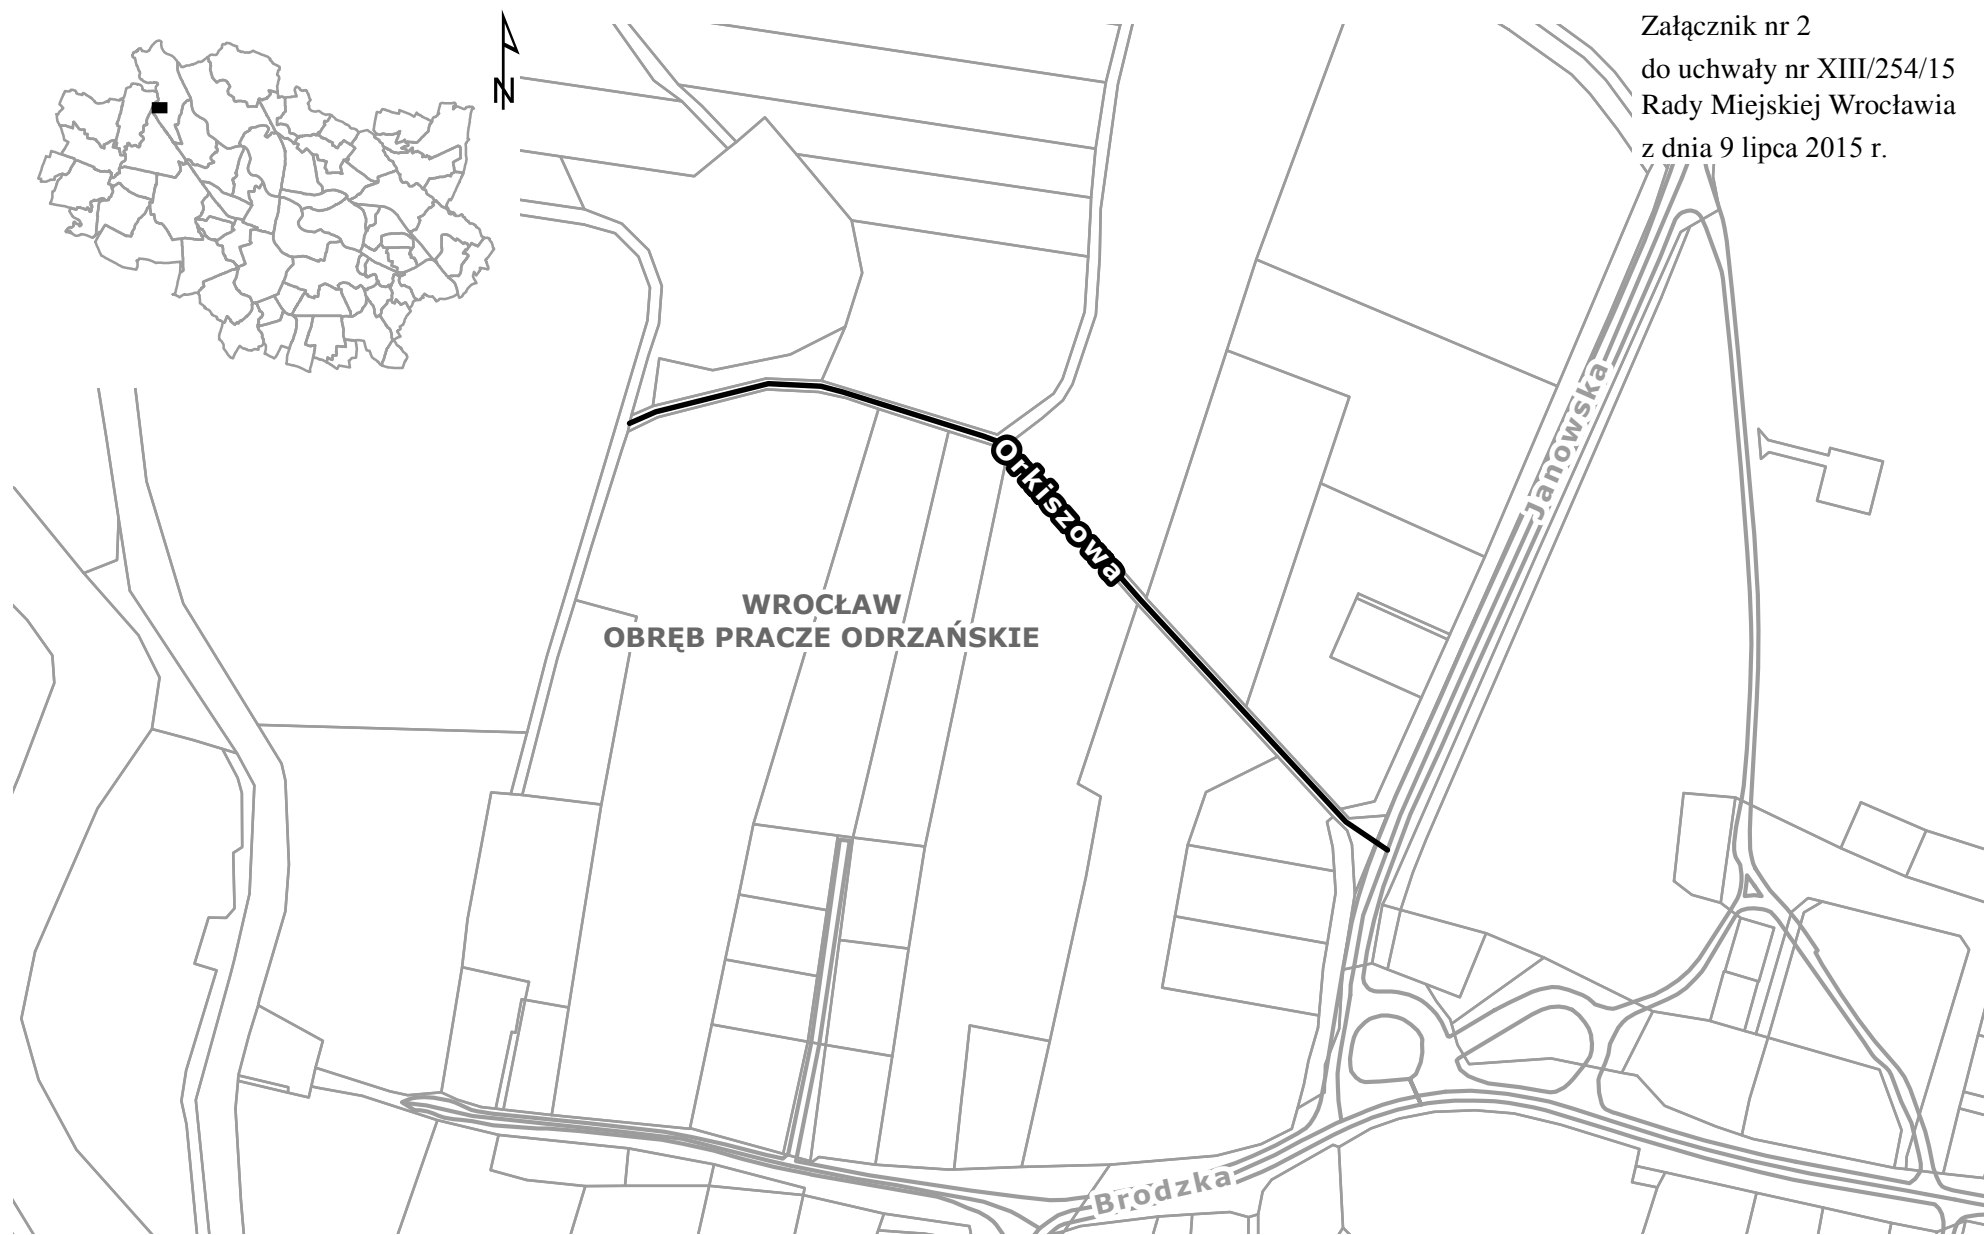 Załącznik nr 2
do uchwały nr XIII/254/15
Rady Miejskiej Wrocławia
z dnia 9 lipca 2015 r.
N
Janowska
Orkiszowa
WROCŁAW
OBRĘB PRACZE ODRZAŃSKIE
Brodzka